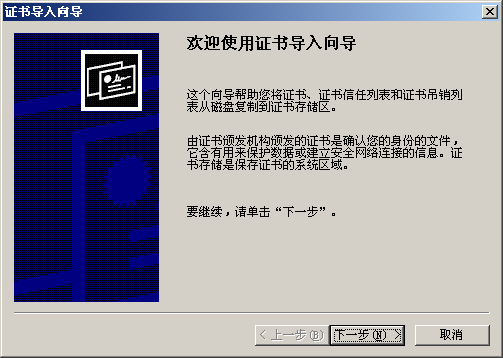 证书导入向导
欢迎使用证书导入向导
这个向导帮助您将证书、证书信任列表和证书吊销列
表从磁盘复制到证书存储区。
由证书颁发机构颁发的证书是确认您的身份的文件，
它含有用来保护数据或建立安全网络连接的信息。证
书存储是保存证书的系统区域。
要继续，请单击“下一步”。
< 上一步(B) 下一步(N) > 取消